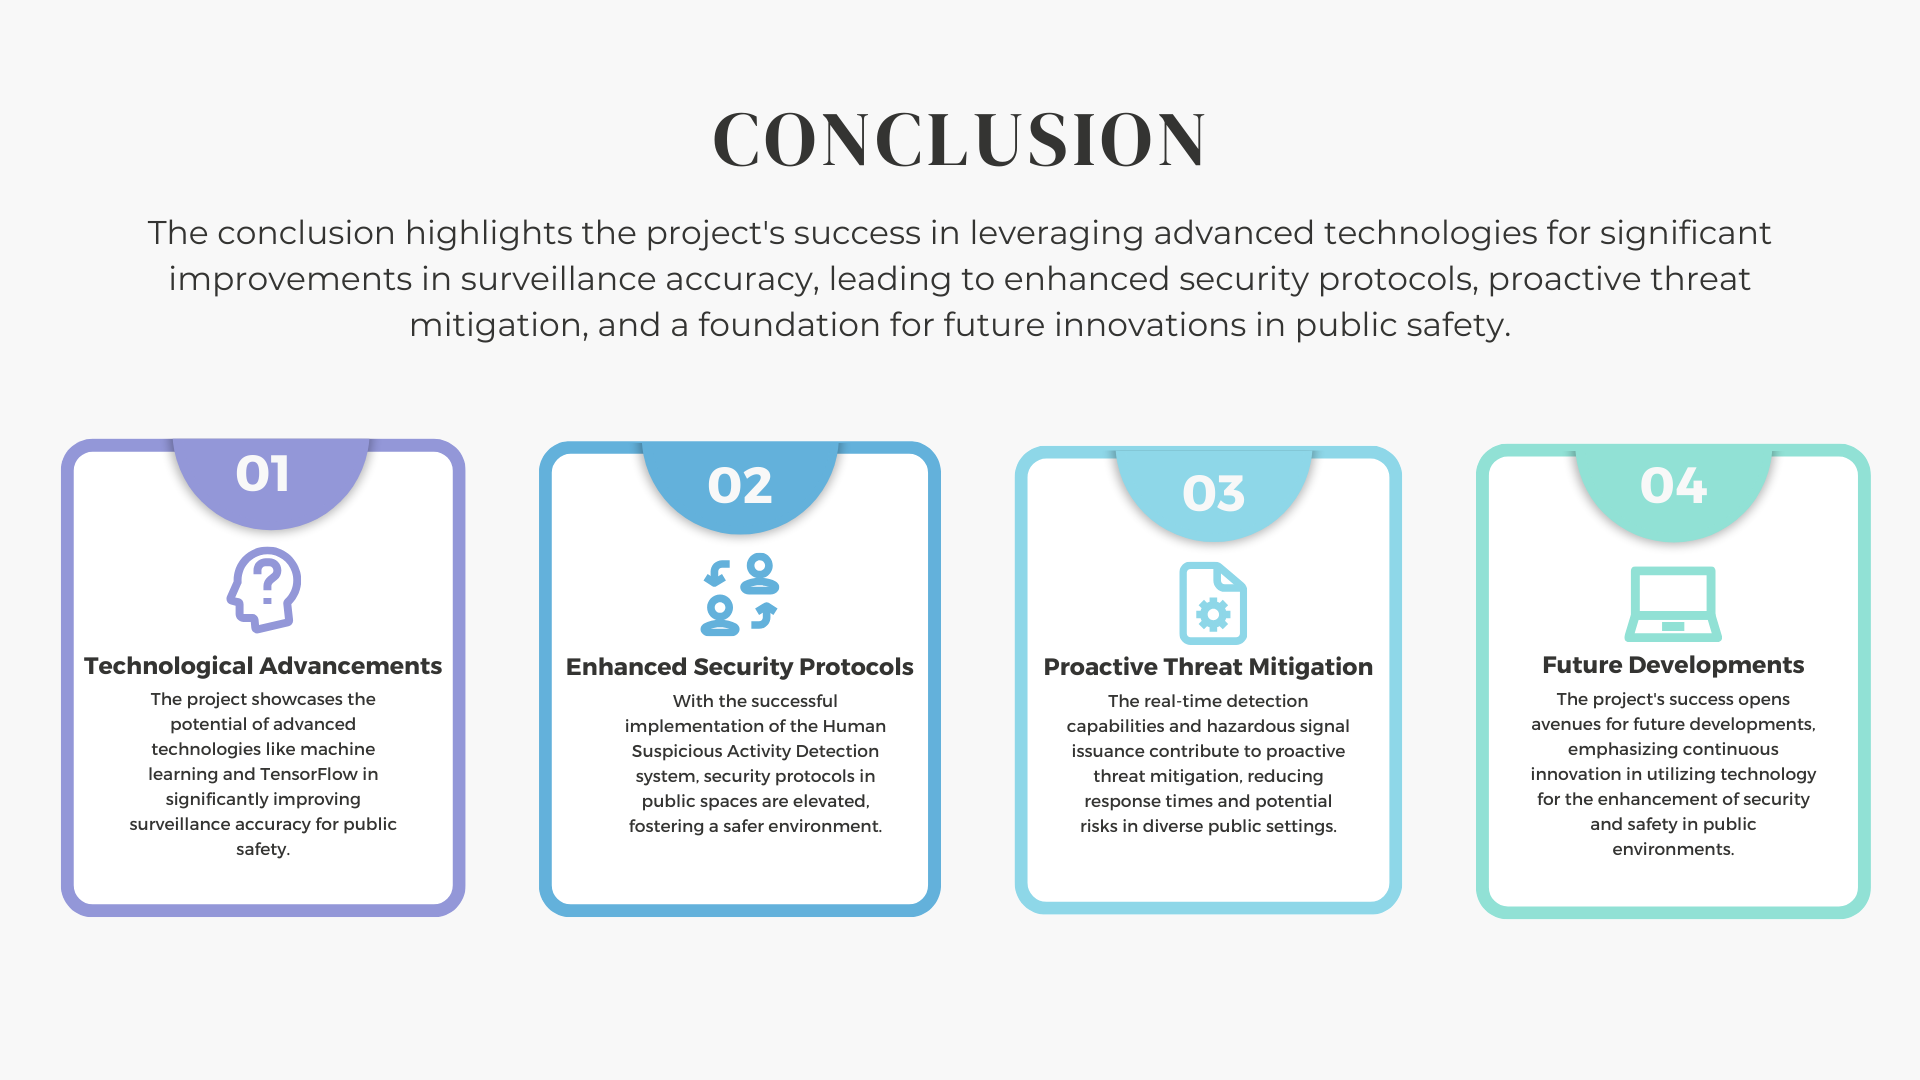 CONCLUSION
The conclusion highlights the project's success in leveraging advanced technologies for significant
improvements in surveillance accuracy, leading to enhanced security protocols, proactive threat
mitigation, and a foundation for future innovations in public safety.
01
?
Technological Advancements
The project showcases the
potential of advanced
technologies like machine
learning and TensorFlow in
significantly improving
surveillance accuracy for public
safety.
02
Enhanced Security Protocols
With the successful
implementation of the Human
Suspicious Activity Detection
system, security protocols in
public spaces are elevated,
fostering a safer environment.
03
Proactive Threat Mitigation
The real-time detection
capabilities and hazardous signal
issuance contribute to proactive
threat mitigation, reducing
response times and potential
risks in diverse public settings.
04
Future Developments
The project's success opens
avenues for future developments,
emphasizing continuous
innovation in utilizing technology
for the enhancement of security
and safety in public
environments.